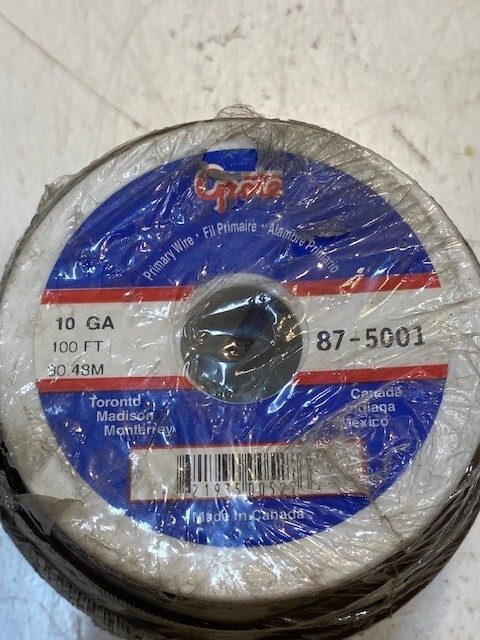 Grote
Primary Wire · Fil Primaire · Alambre Primario
10 GA
100 FT
30.48M
87-5001
Toronto Canada
Madison Indiana
Monterrey Mexico
Made In Canada